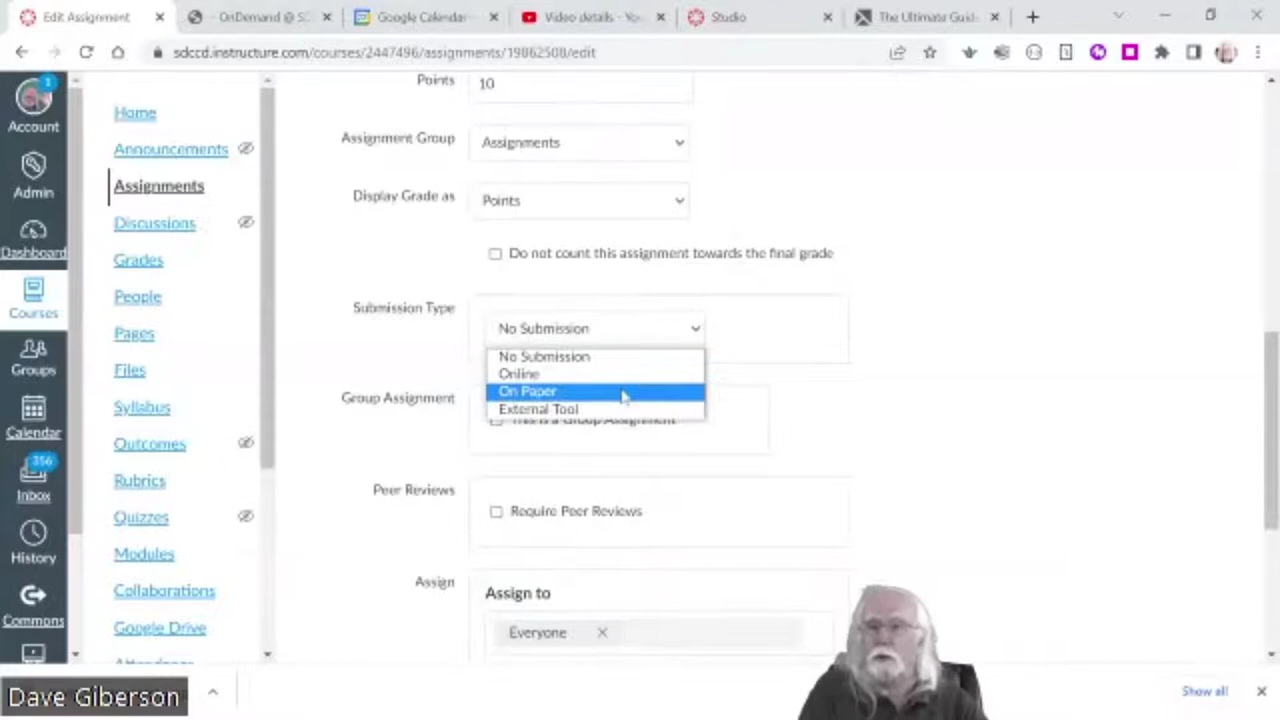 Edit Assignment
OnDemand @ SD
Google Calendar
Video details - Yo
Studio
The Ultimate Guid
sdccd.instructure.com/courses/2447496/assignments/19862508/edit
1
Account
Admin
Dashboard
Courses
Groups
Calendar
356
Inbox
History
Commons
Home
Announcements
Assignments
Discussions
Grades
People
Pages
Files
Syllabus
Outcomes
Rubrics
Quizzes
Modules
Collaborations
Google Drive
Points
10
Assignment Group
Assignments
Display Grade as
Points
Do not count this assignment towards the final grade
Submission Type
No Submission
No Submission
Online
On Paper
External Tool
Group Assignment
This is a Group Assignment
Peer Reviews
Require Peer Reviews
Assign
Assign to
Everyone
Dave Giberson
Show all